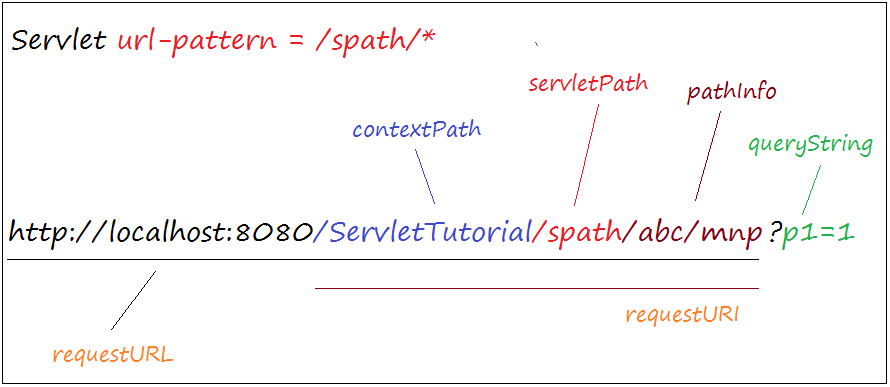 Servlet url-pattern = /spath/*
servletPath
pathInfo
contextPath
queryString
http://localhost:8080/ServletTutorial/spath/abc/mnp?p1=1
requestURI
requestURL